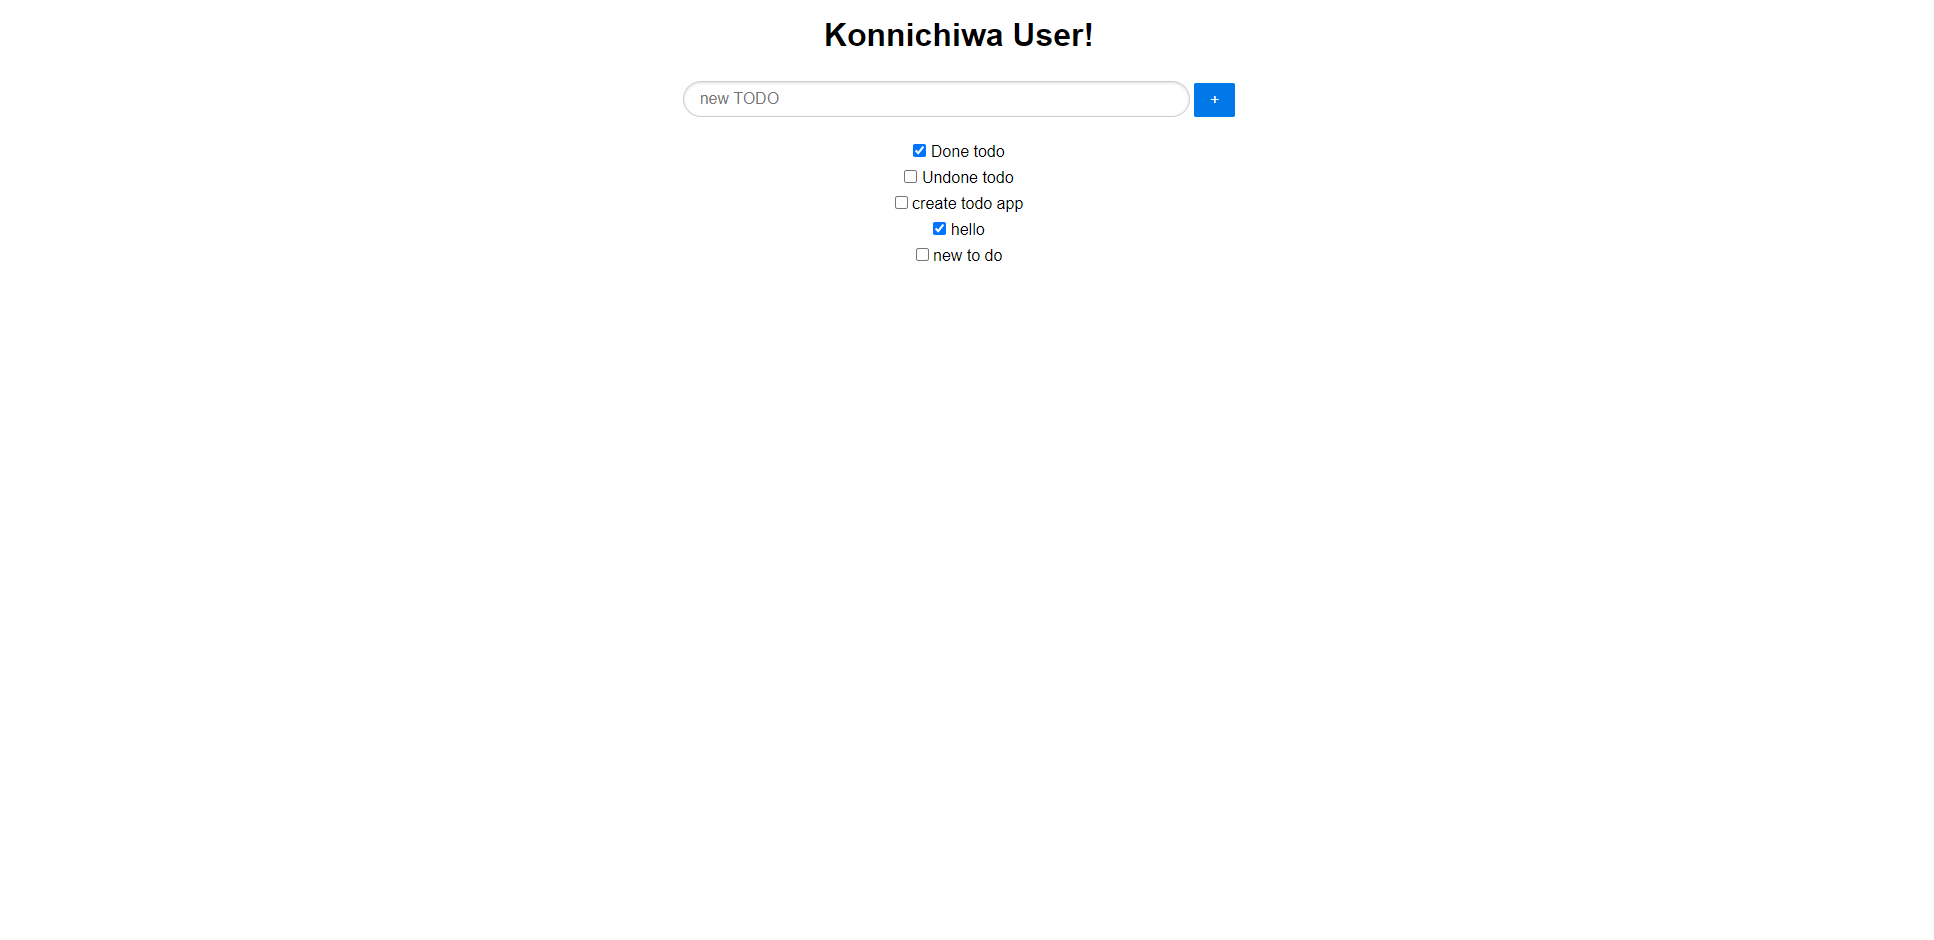 Konnichiwa User!
new TODO +
Done todo
Undone todo
create todo app
hello
new to do